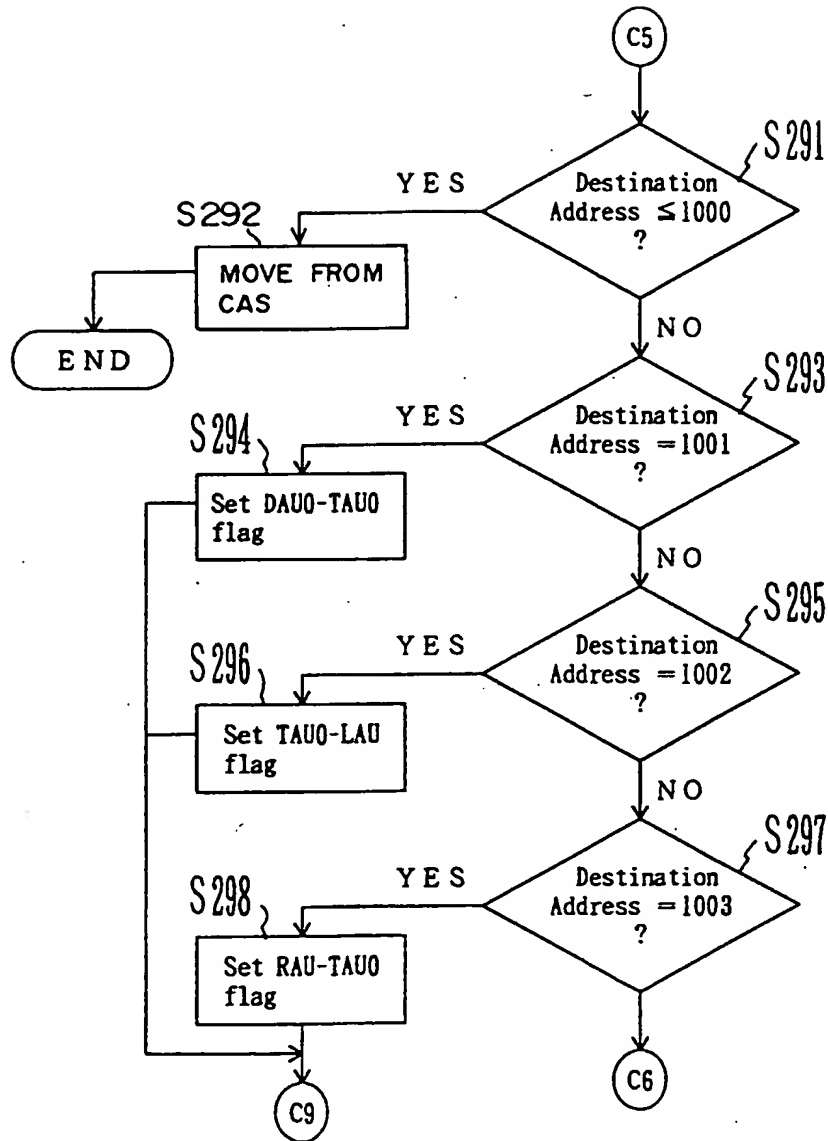 C5
S291
Destination
Address ≤1000
?
YES
S292
MOVE FROM
CAS
END
NO
S293
Destination
Address =1001
?
YES
S294
Set DAU0-TAU0
flag
NO
S295
Destination
Address =1002
?
YES
S296
Set TAU0-LAU
flag
NO
S297
Destination
Address =1003
?
YES
S298
Set RAU-TAU0
flag
C6
C9